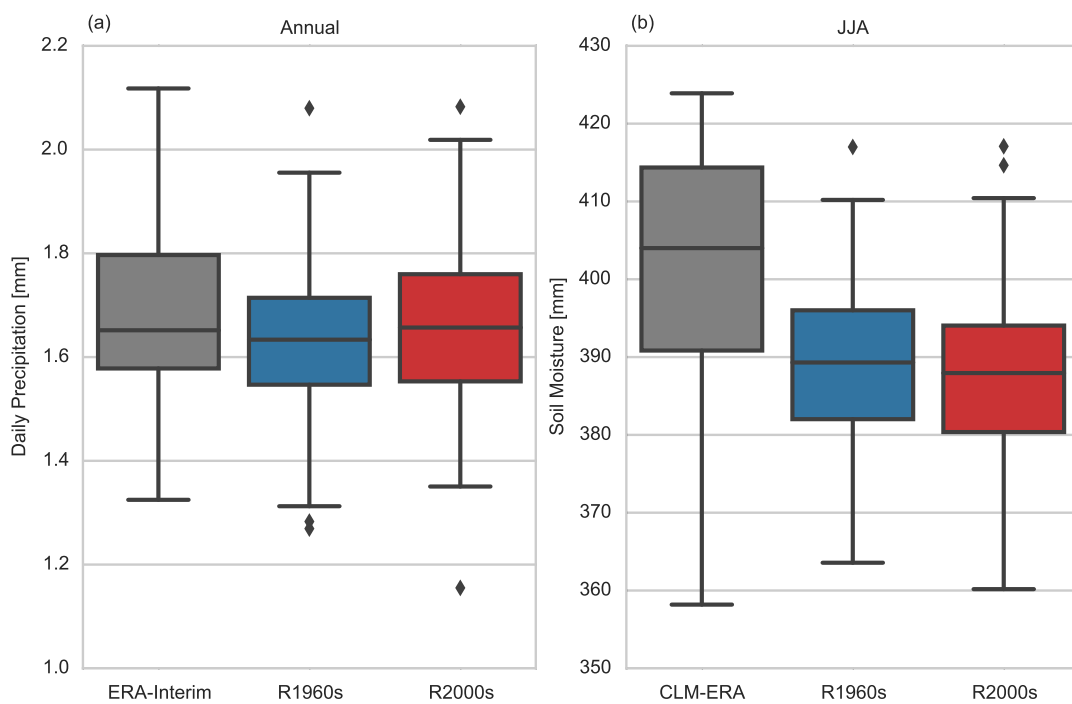 (a)
Annual
Daily Precipitation [mm]
2.2
2.0
1.8
1.6
1.4
1.2
1.0
ERA-Interim R1960s R2000s
(b)
JJA
Soil Moisture [mm]
430
420
410
400
390
380
370
360
350
CLM-ERA R1960s R2000s